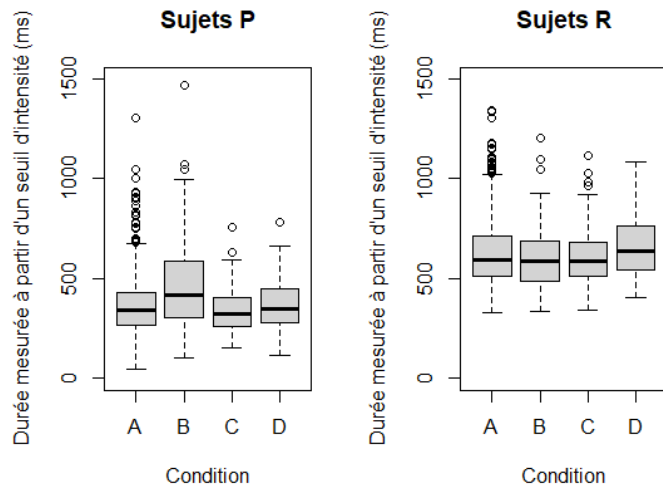 Sujets P
Durée mesurée à partir d'un seuil d'intensité (ms)
1500
1000
500
0
A B C D
Condition
Sujets R
Durée mesurée à partir d'un seuil d'intensité (ms)
1500
1000
500
0
A B C D
Condition